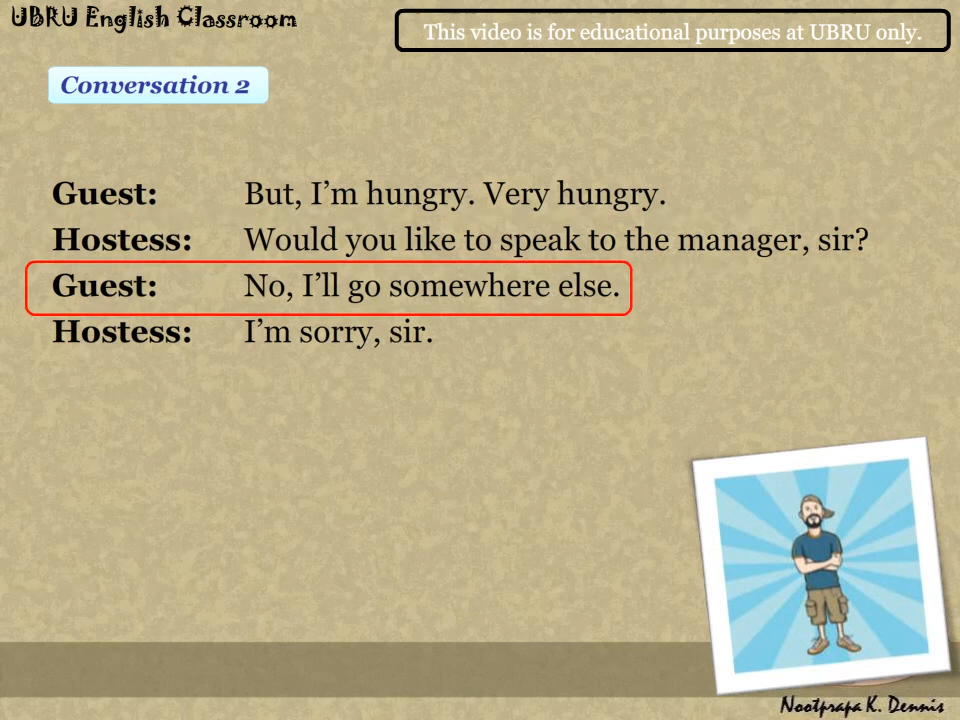 UBRU English Classroom
This video is for educational purposes at UBRU only.
Conversation 2
Guest: But, I’m hungry. Very hungry.
Hostess: Would you like to speak to the manager, sir?
Guest: No, I’ll go somewhere else.
Hostess: I’m sorry, sir.
Nootprapa K. Dennis